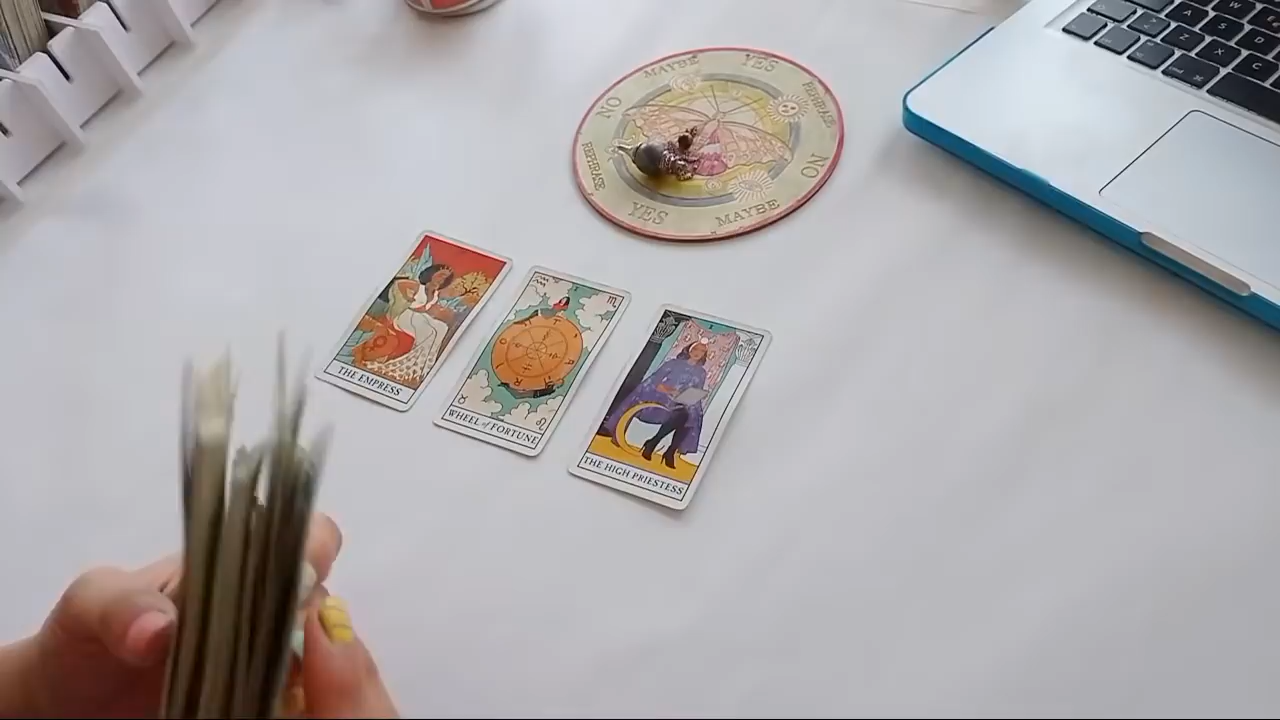 MAYBE
YES
REPHRASE
NO
MAYBE
YES
REPHRASE
NO
THE EMPRESS
WHEEL of FORTUNE
THE HIGH PRIESTESS
W
A
S
D
Z
X
C